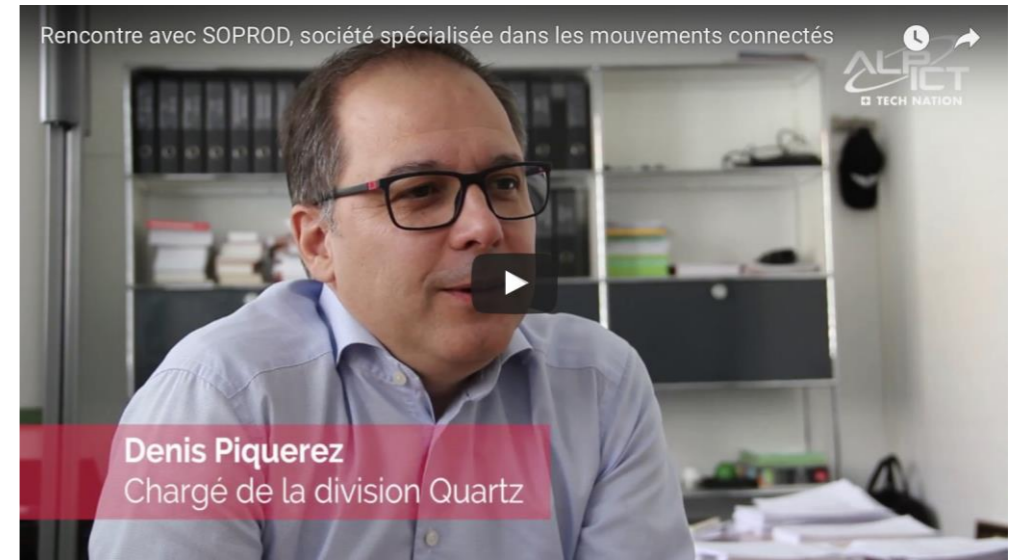 Rencontre avec SOPROD, société spécialisée dans les mouvements connectés
ALP ICT
TECH NATION
Denis Piquerez
Chargé de la division Quartz